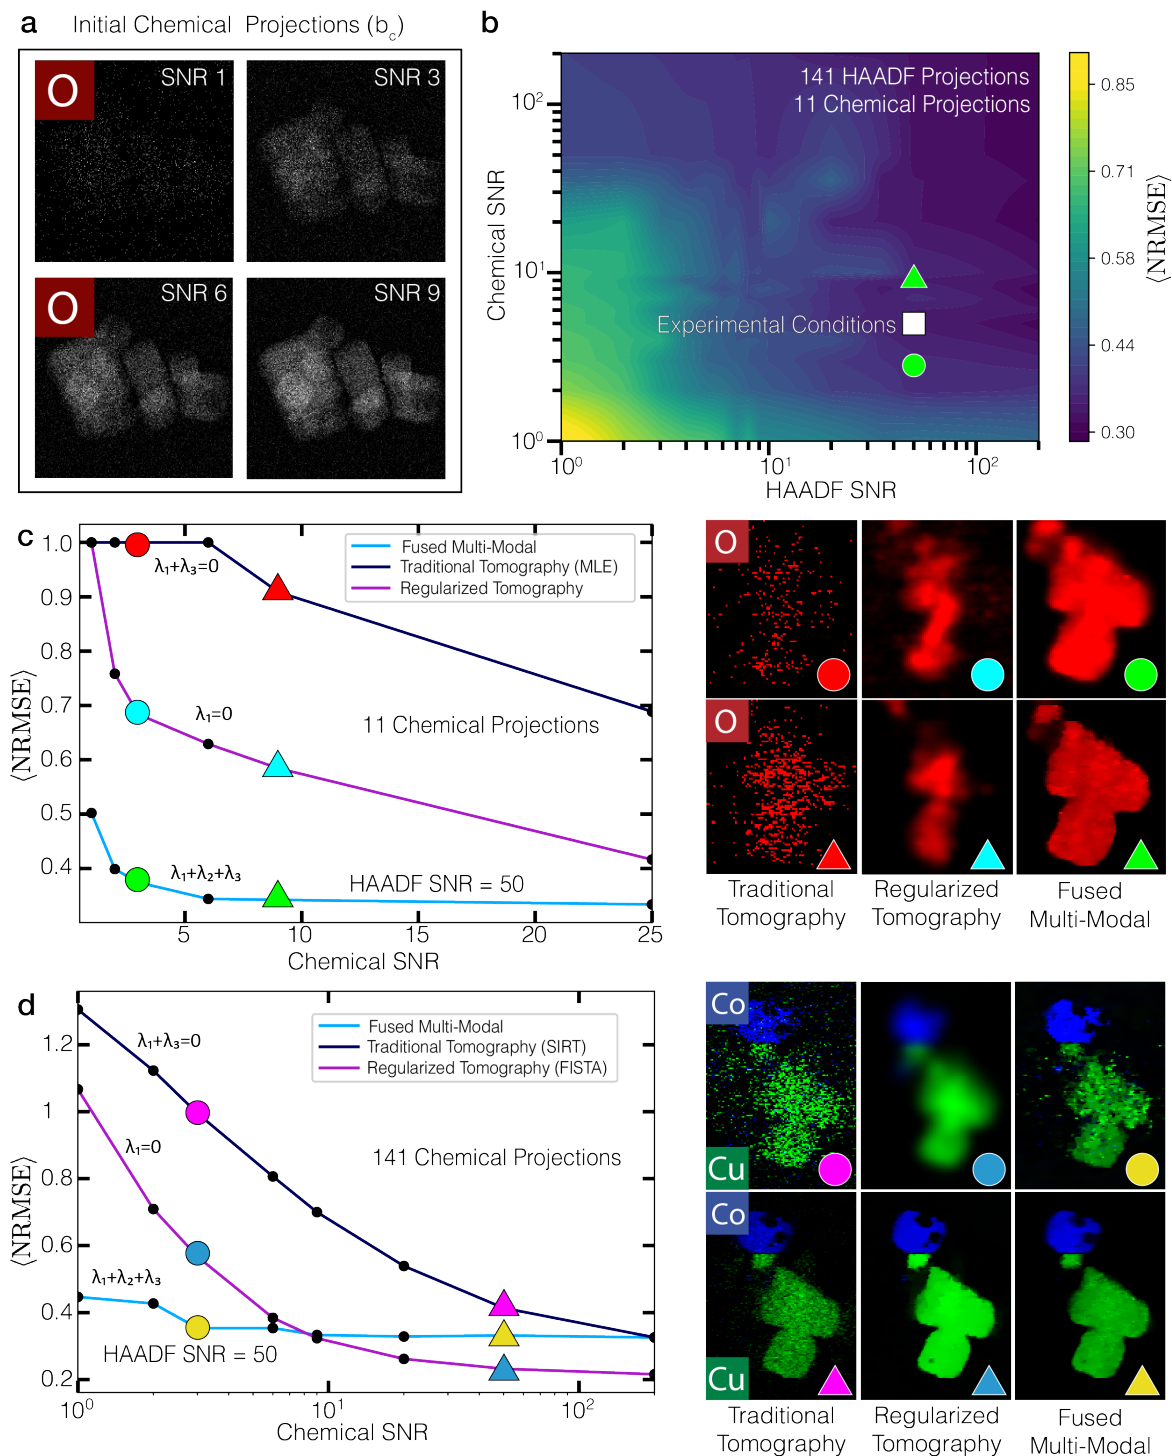 a
Initial Chemical Projections (b_c)
O
SNR 1
SNR 3
O
SNR 6
SNR 9
b
141 HAADF Projections
11 Chemical Projections
Experimental Conditions
Chemical SNR
10²
10¹
10⁰
10⁰
10¹
10²
HAADF SNR
0.85
0.71
0.58
0.44
0.30
⟨NRMSE⟩
c
Fused Multi-Modal
Traditional Tomography (MLE)
Regularized Tomography
λ₁+λ₃=0
λ₁=0
11 Chemical Projections
λ₁+λ₂+λ₃
HAADF SNR = 50
⟨NRMSE⟩
1.0
0.9
0.8
0.7
0.6
0.5
0.4
5
10
15
20
25
Chemical SNR
O
O
Traditional
Tomography
Regularized
Tomography
Fused
Multi-Modal
d
Fused Multi-Modal
Traditional Tomography (SIRT)
Regularized Tomography (FISTA)
λ₁+λ₃=0
λ₁=0
141 Chemical Projections
λ₁+λ₂+λ₃
HAADF SNR = 50
⟨NRMSE⟩
1.2
1
0.8
0.6
0.4
0.2
10⁰
10¹
10²
Chemical SNR
Co
Cu
Co
Cu
Traditional
Tomography
Regularized
Tomography
Fused
Multi-Modal